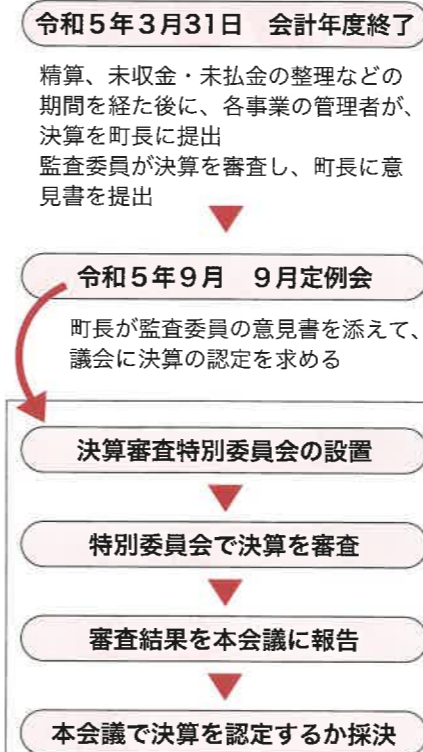 令和5年3月31日　会計年度終了
精算、未収金・未払金の整理などの
期間を経た後に、各事業の管理者が、
決算を町長に提出
監査委員が決算を審査し、町長に意
見書を提出
令和5年9月　9月定例会
町長が監査委員の意見書を添えて、
議会に決算の認定を求める
決算審査特別委員会の設置
特別委員会で決算を審査
審査結果を本会議に報告
本会議で決算を認定するか採決